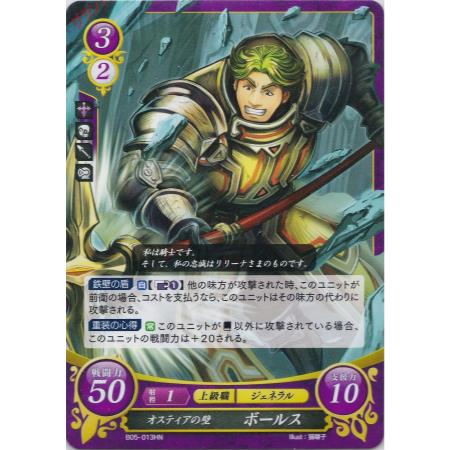 3
2
私は騎士です。
そして、私の忠誠はリリーナさまのものです。
鉄壁の盾 自 【 1】 他の味方が攻撃された時、このユニットが
前衛の場合、コストを支払うなら、このユニットはその味方の代わりに
攻撃される。
重装の心得 常 このユニットが 以外に攻撃されている場合、
このユニットの戦闘力は+20される。
戦闘力
50
射程 1 上級職 ジェネラル
支援力
10
オスティアの壁 ボールス
B05-013HN